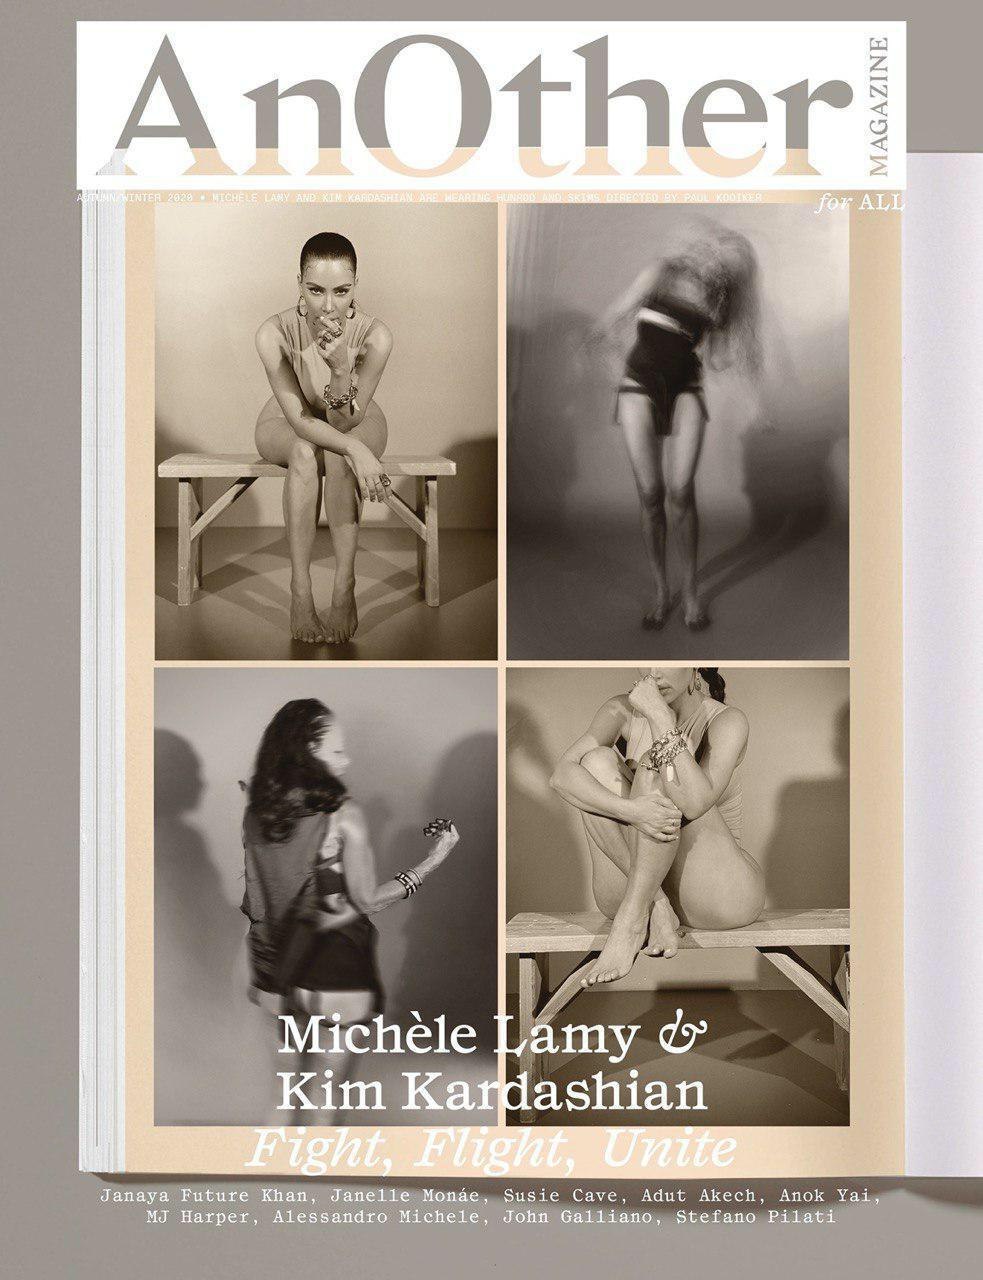 AnOther
MAGAZINE
AUTUMN/WINTER 2020 • MICHÈLE LAMY AND KIM KARDASHIAN ARE WEARING HUNROD AND SKIMS DIRECTED BY PAUL KOOIKER
for ALL
Michèle Lamy &
Kim Kardashian
Fight, Flight, Unite
Janaya Future Khan, Janelle Monáe, Susie Cave, Adut Akech, Anok Yai,
MJ Harper, Alessandro Michele, John Galliano, Stefano Pilati